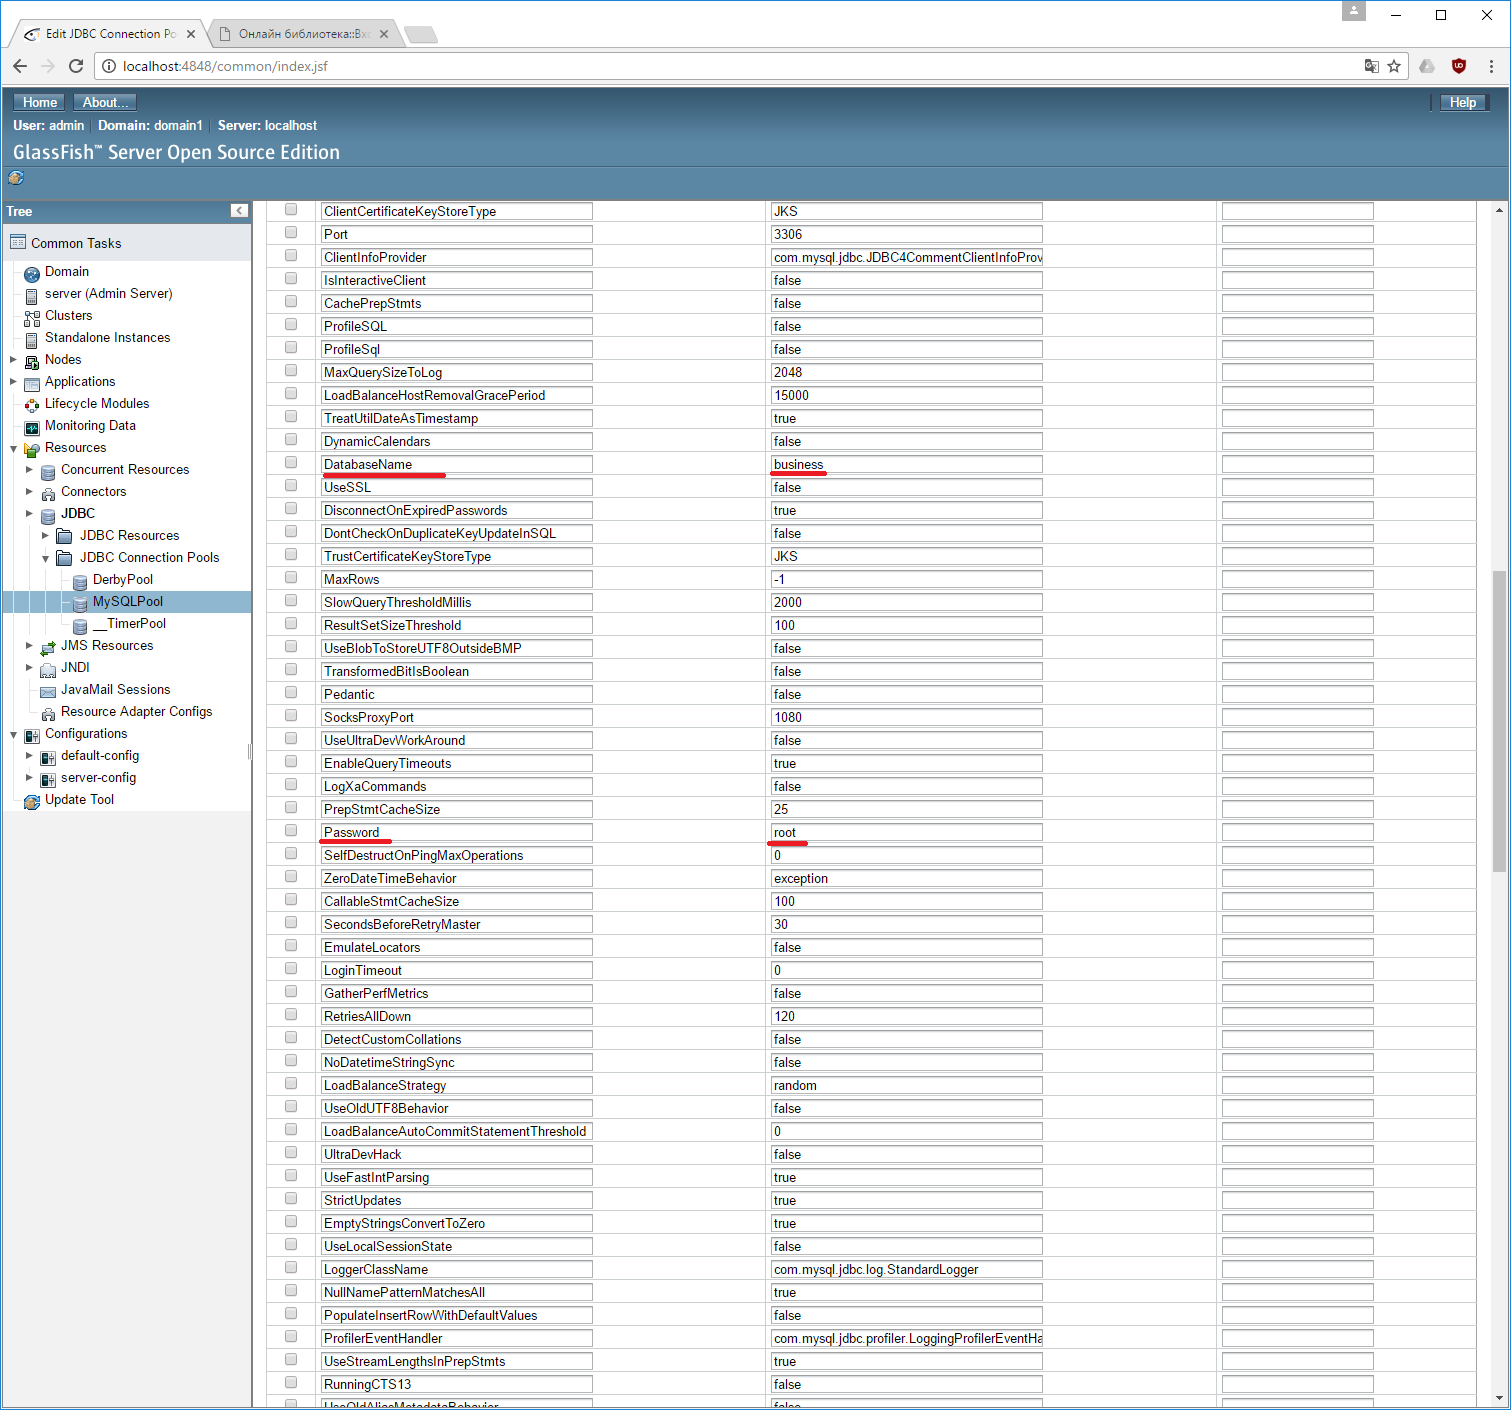 Edit JDBC Connection Po
Онлайн библиотека::Вхо
localhost:4848/common/index.jsf
Home About... Help
User: admin Domain: domain1 Server: localhost
GlassFish™ Server Open Source Edition
Tree
Common Tasks
Domain
server (Admin Server)
Clusters
Standalone Instances
Nodes
Applications
Lifecycle Modules
Monitoring Data
Resources
Concurrent Resources
Connectors
JDBC
JDBC Resources
JDBC Connection Pools
DerbyPool
MySQLPool
__TimerPool
JMS Resources
JNDI
JavaMail Sessions
Resource Adapter Configs
Configurations
default-config
server-config
Update Tool
ClientCertificateKeyStoreType JKS
Port 3306
ClientInfoProvider com.mysql.jdbc.JDBC4CommentClientInfoProv
IsInteractiveClient false
CachePrepStmts false
ProfileSQL false
ProfileSql false
MaxQuerySizeToLog 2048
LoadBalanceHostRemovalGracePeriod 15000
TreatUtilDateAsTimestamp true
DynamicCalendars false
DatabaseName business
UseSSL false
DisconnectOnExpiredPasswords true
DontCheckOnDuplicateKeyUpdateInSQL false
TrustCertificateKeyStoreType JKS
MaxRows -1
SlowQueryThresholdMillis 2000
ResultSetSizeThreshold 100
UseBlobToStoreUTF8OutsideBMP false
TransformedBitIsBoolean false
Pedantic false
SocksProxyPort 1080
UseUltraDevWorkAround false
EnableQueryTimeouts true
LogXaCommands false
PrepStmtCacheSize 25
Password root
SelfDestructOnPingMaxOperations 0
ZeroDateTimeBehavior exception
CallableStmtCacheSize 100
SecondsBeforeRetryMaster 30
EmulateLocators false
LoginTimeout 0
GatherPerfMetrics false
RetriesAllDown 120
DetectCustomCollations false
NoDatetimeStringSync false
LoadBalanceStrategy random
UseOldUTF8Behavior false
LoadBalanceAutoCommitStatementThreshold 0
UltraDevHack false
UseFastIntParsing true
StrictUpdates true
EmptyStringsConvertToZero true
UseLocalSessionState false
LoggerClassName com.mysql.jdbc.log.StandardLogger
NullNamePatternMatchesAll true
PopulateInsertRowWithDefaultValues false
ProfilerEventHandler com.mysql.jdbc.profiler.LoggingProfilerEventHa
UseStreamLengthsInPrepStmts true
RunningCTS13 false
UseOldAliasMetadataBehavior false